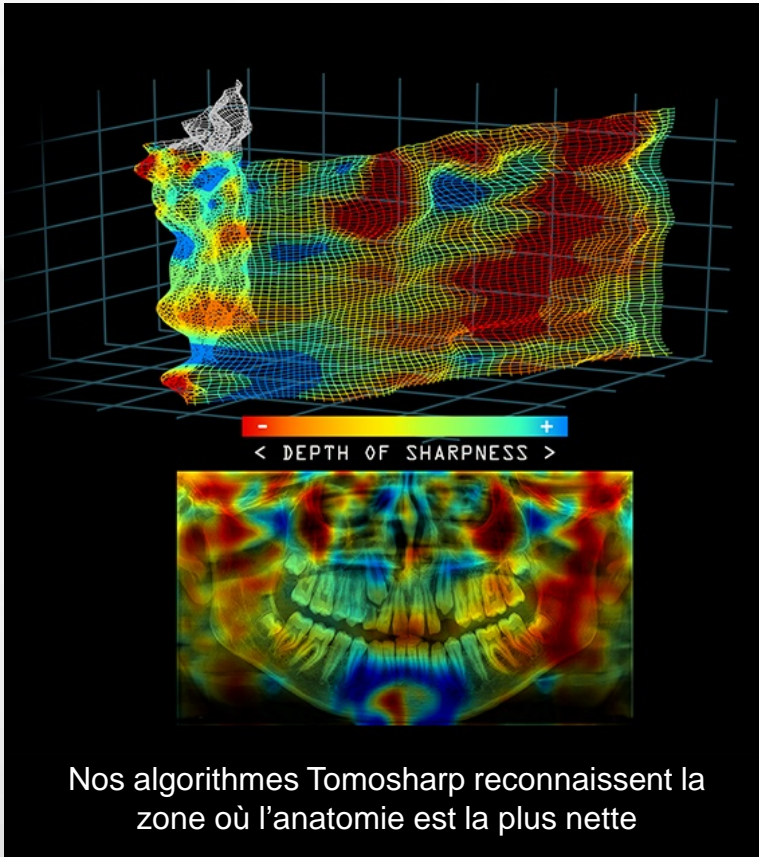 - +
< DEPTH OF SHARPNESS >
Nos algorithmes Tomosharp reconnaissent la
zone où l’anatomie est la plus nette